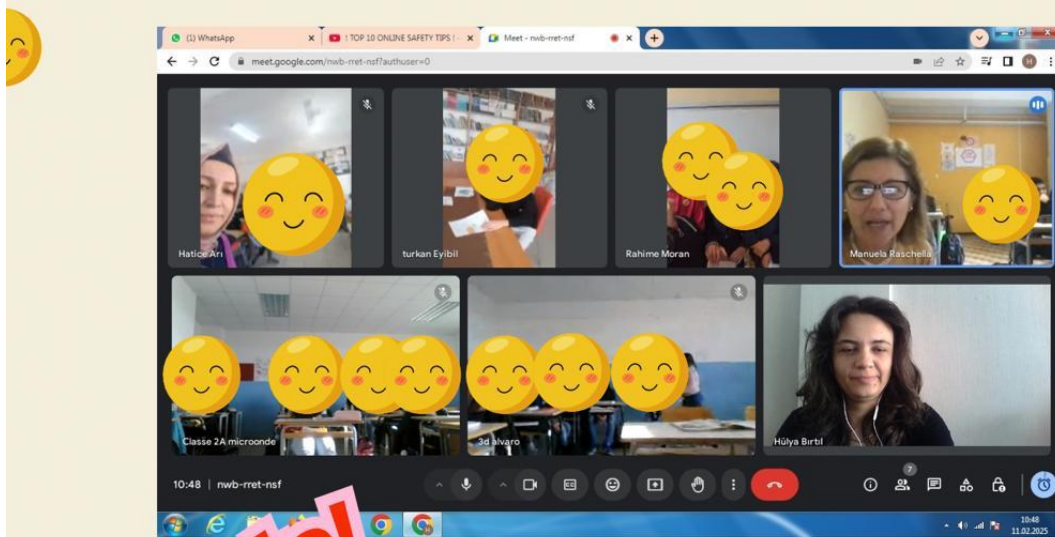 (1) WhatsApp
! TOP 10 ONLINE SAFETY TIPS ! -
Meet - nwb-rret-nsf
meet.google.com/nwb-rret-nsf?authuser=0
H
Hatice Arı
turkan Eyibil
Rahime Moran
Manuela Raschella
Classe 2A microonde
3d alvaro
Hülya Bırtıl
10:48 | nwb-rret-nsf
CC
7
10:48
11.02.2025